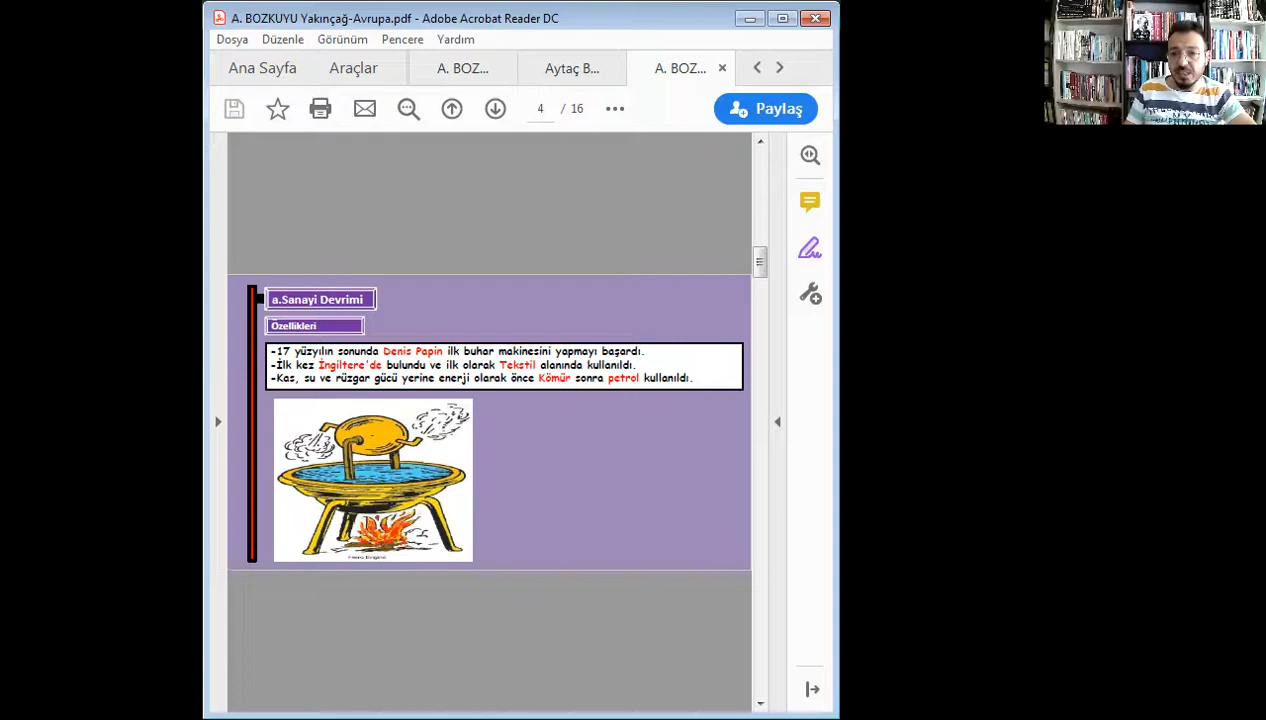 A. BOZKUYU Yakınçağ-Avrupa.pdf - Adobe Acrobat Reader DC
Dosya Düzenle Görünüm Pencere Yardım
Ana Sayfa Araçlar A. BOZ... Aytaç B... A. BOZ...
4 / 16 Paylaş
a.Sanayi Devrimi
Özellikleri
-17 yüzyılın sonunda Denis Papin ilk buhar makinesini yapmayı başardı.
-İlk kez İngiltere'de bulundu ve ilk olarak Tekstil alanında kullanıldı.
-Kas, su ve rüzgar gücü yerine enerji olarak önce Kömür sonra petrol kullanıldı.